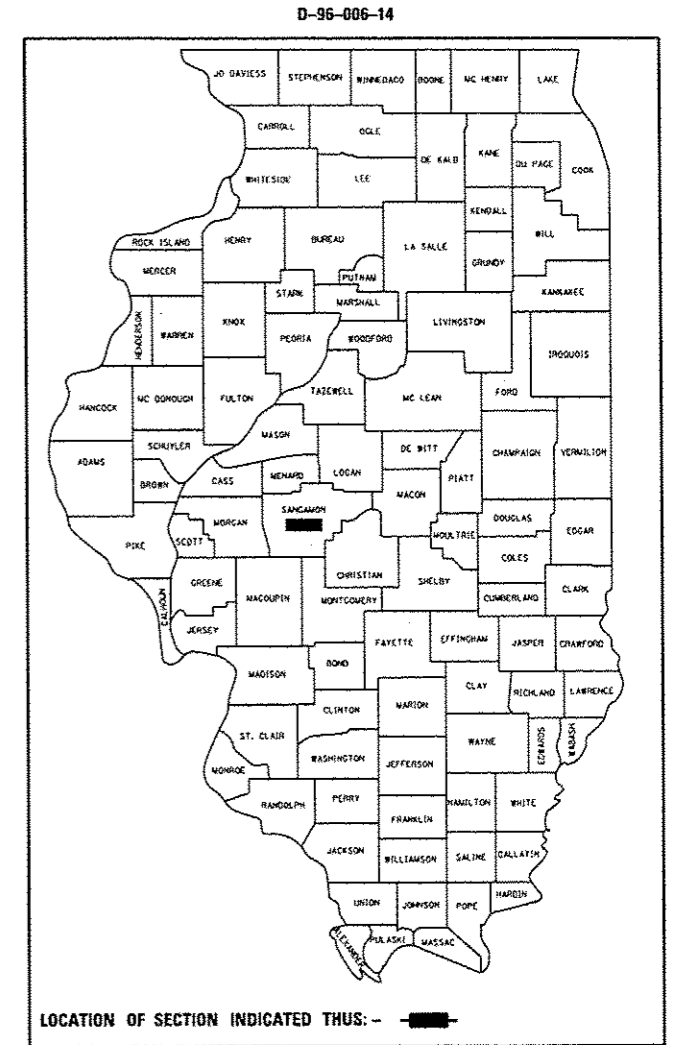 D-96-006-14
JO DAVIESS STEPHENSON WINNEBAGO BOONE MC HENRY LAKE
CARROLL OGLE DE KALB KANE DU PAGE COOK
WHITESIDE LEE
KENDALL WILL
ROCK ISLAND HENRY BUREAU LA SALLE GRUNDY
MERCER PUTNAM
STARK MARSHALL KANKAKEE
HENDERSON WARREN KNOX PEORIA WOODFORD LIVINGSTON IROQUOIS
HANCOCK MC DONOUGH FULTON TAZEWELL MC LEAN FORD
MASON
ADAMS SCHUYLER DE WITT CHAMPAIGN VERMILION
BROWN CASS MENARD LOGAN PIATT
MACON
PIKE SCOTT MORGAN SANGAMON MOULTRIE DOUGLAS EDGAR
COLES
CHRISTIAN SHELBY
CALHOUN GREENE MACOUPIN MONTGOMERY CUMBERLAND CLARK
JERSEY
FAYETTE EFFINGHAM JASPER CRAWFORD
MADISON BOND
CLAY RICHLAND LAWRENCE
CLINTON MARION
ST. CLAIR WAYNE EDWARDS WABASH
WASHINGTON JEFFERSON
MONROE
RANDOLPH PERRY HAMILTON WHITE
FRANKLIN
JACKSON WILLIAMSON SALINE GALLATIN
UNION JOHNSON POPE HARDIN
ALEXANDER PULASKI MASSAC
LOCATION OF SECTION INDICATED THUS: -